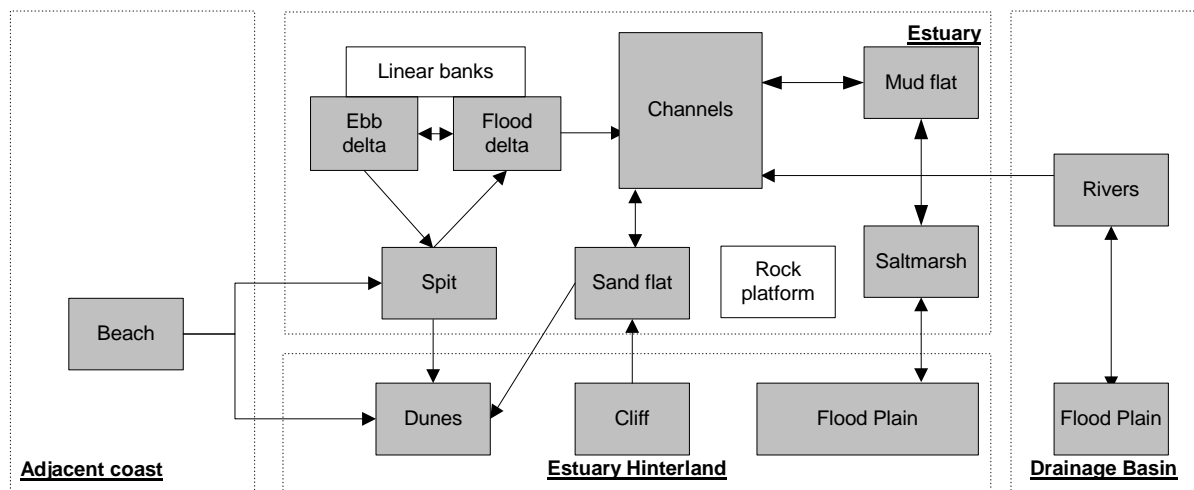 Estuary
Linear banks
Ebb
delta
Flood
delta
Channels
Mud flat
Rivers
Spit
Sand flat
Rock
platform
Saltmarsh
Beach
Dunes
Cliff
Flood Plain
Flood Plain
Adjacent coast
Estuary Hinterland
Drainage Basin